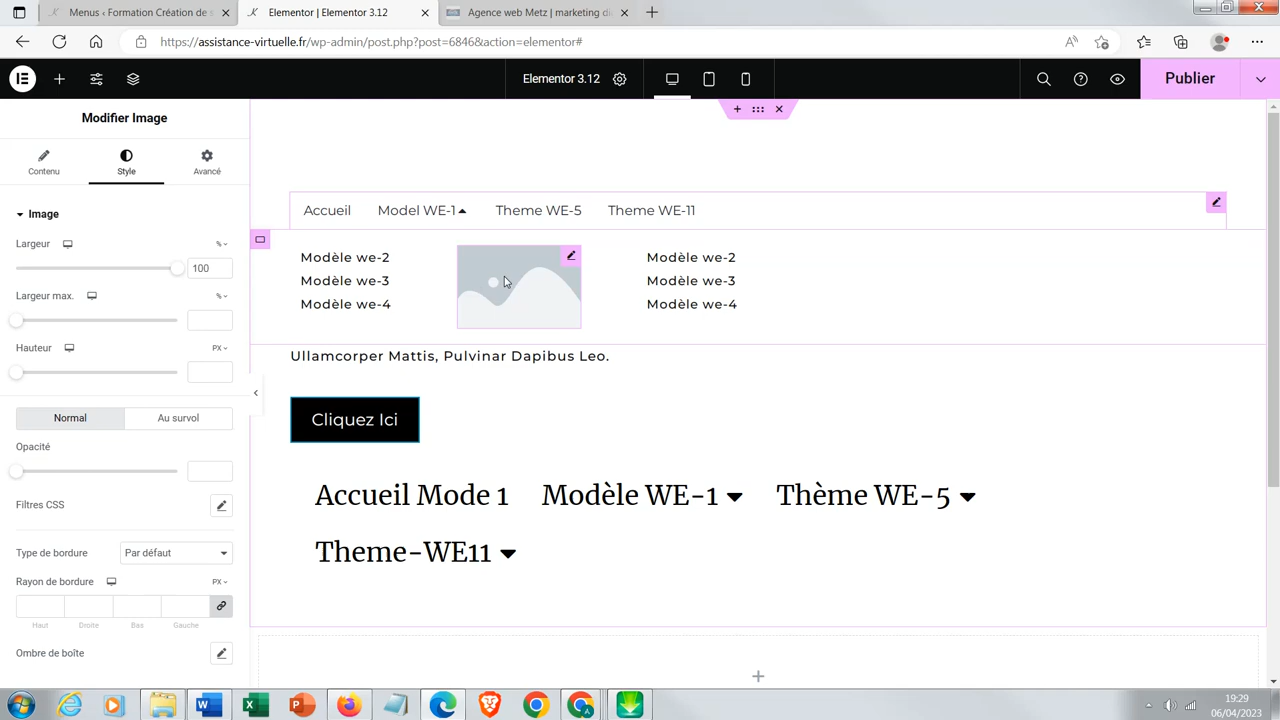 Menus ‹ Formation Création de s
Elementor | Elementor 3.12
Agence web Metz | marketing di
https://assistance-virtuelle.fr/wp-admin/post.php?post=6846&action=elementor#
Elementor 3.12
Publier
Modifier Image
Contenu
Style
Avancé
Image
Largeur
%
100
Largeur max.
%
Hauteur
PX
Normal
Au survol
Opacité
Filtres CSS
Type de bordure
Par défaut
Rayon de bordure
PX
Haut
Droite
Bas
Gauche
Ombre de boîte
Accueil
Model WE-1
Theme WE-5
Theme WE-11
Modèle we-2
Modèle we-3
Modèle we-4
Modèle we-2
Modèle we-3
Modèle we-4
Ullamcorper Mattis, Pulvinar Dapibus Leo.
Cliquez Ici
Accueil Mode 1
Modèle WE-1
Thème WE-5
Theme-WE11
19:29
06/04/2023